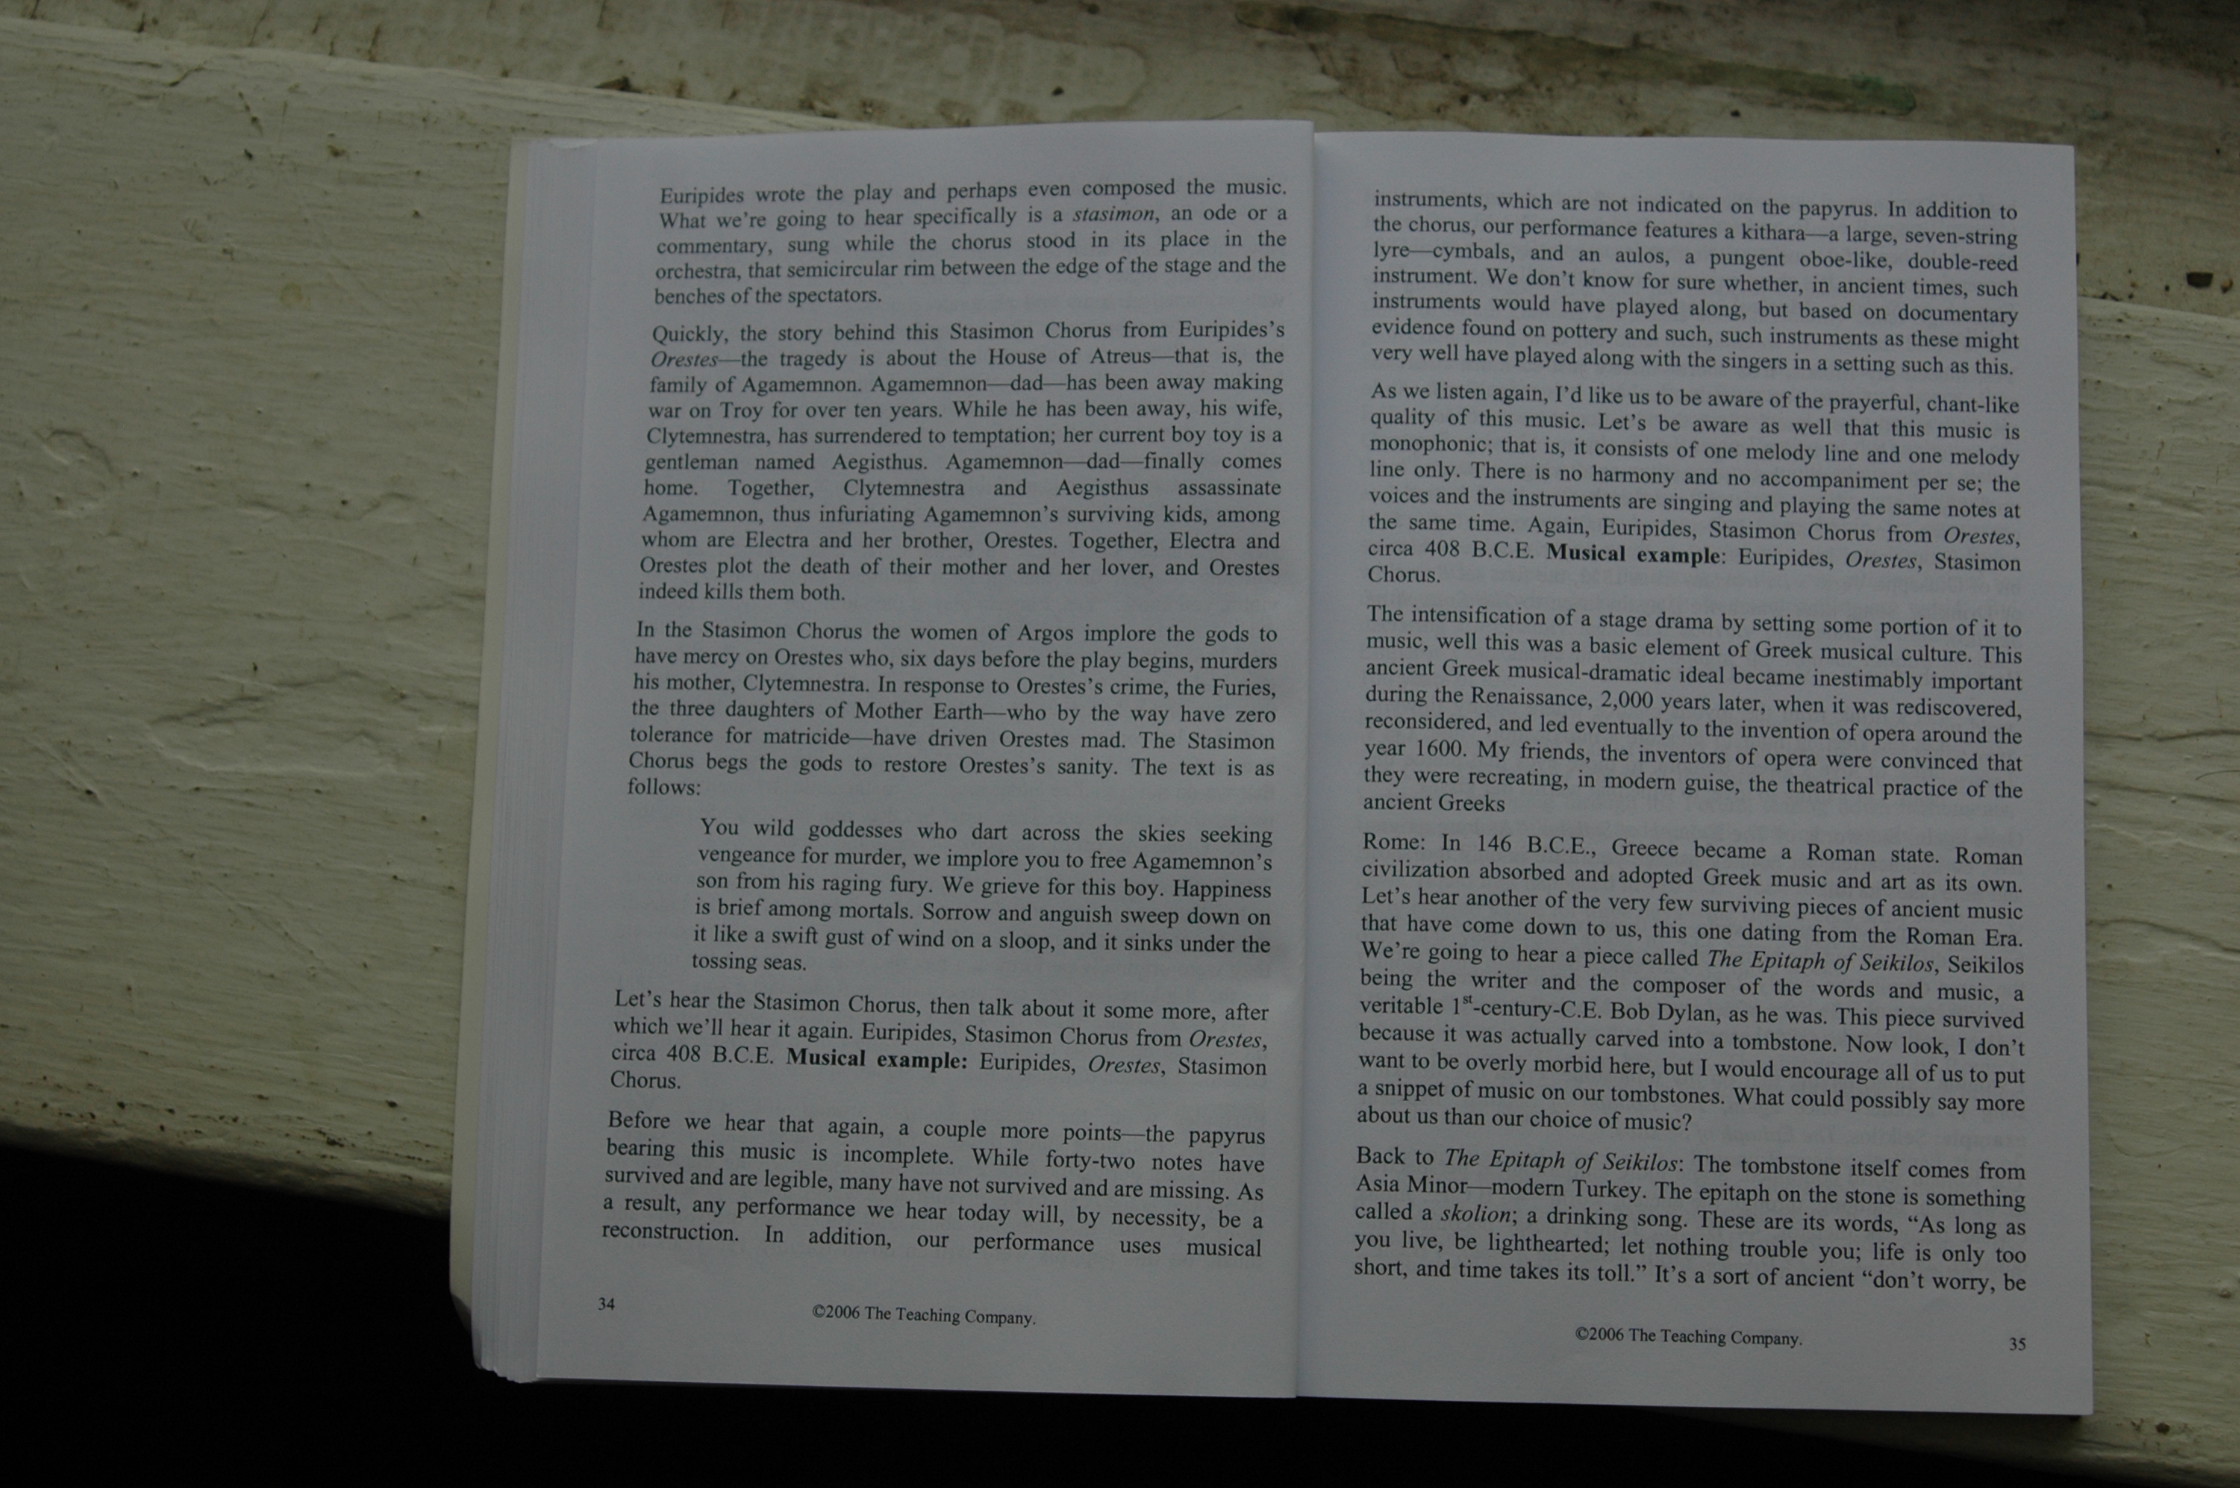 Euripides wrote the play and perhaps even composed the music.
What we're going to hear specifically is a stasimon, an ode or a
commentary, sung while the chorus stood in its place in the
orchestra, that semicircular rim between the edge of the stage and the
benches of the spectators.
Quickly, the story behind this Stasimon Chorus from Euripides's
Orestes—the tragedy is about the House of Atreus—that is, the
family of Agamemnon. Agamemnon—dad—has been away making
war on Troy for over ten years. While he has been away, his wife,
Clytemnestra, has surrendered to temptation; her current boy toy is a
gentleman named Aegisthus. Agamemnon—dad—finally comes
home. Together, Clytemnestra and Aegisthus assassinate
Agamemnon, thus infuriating Agamemnon's surviving kids, among
whom are Electra and her brother, Orestes. Together, Electra and
Orestes plot the death of their mother and her lover, and Orestes
indeed kills them both.
In the Stasimon Chorus the women of Argos implore the gods to
have mercy on Orestes who, six days before the play begins, murders
his mother, Clytemnestra. In response to Orestes's crime, the Furies,
the three daughters of Mother Earth—who by the way have zero
tolerance for matricide—have driven Orestes mad. The Stasimon
Chorus begs the gods to restore Orestes's sanity. The text is as
follows:
You wild goddesses who dart across the skies seeking
vengeance for murder, we implore you to free Agamemnon's
son from his raging fury. We grieve for this boy. Happiness
is brief among mortals. Sorrow and anguish sweep down on
it like a swift gust of wind on a sloop, and it sinks under the
tossing seas.
Let's hear the Stasimon Chorus, then talk about it some more, after
which we'll hear it again. Euripides, Stasimon Chorus from Orestes,
circa 408 B.C.E. Musical example: Euripides, Orestes, Stasimon
Chorus.
Before we hear that again, a couple more points—the papyrus
bearing this music is incomplete. While forty-two notes have
survived and are legible, many have not survived and are missing. As
a result, any performance we hear today will, by necessity, be a
reconstruction. In addition, our performance uses musical
34
©2006 The Teaching Company.
instruments, which are not indicated on the papyrus. In addition to
the chorus, our performance features a kithara—a large, seven-string
lyre—cymbals, and an aulos, a pungent oboe-like, double-reed
instrument. We don't know for sure whether, in ancient times, such
instruments would have played along, but based on documentary
evidence found on pottery and such, such instruments as these might
very well have played along with the singers in a setting such as this.
As we listen again, I'd like us to be aware of the prayerful, chant-like
quality of this music. Let's be aware as well that this music is
monophonic; that is, it consists of one melody line and one melody
line only. There is no harmony and no accompaniment per se; the
voices and the instruments are singing and playing the same notes at
the same time. Again, Euripides, Stasimon Chorus from Orestes,
circa 408 B.C.E. Musical example: Euripides, Orestes, Stasimon
Chorus.
The intensification of a stage drama by setting some portion of it to
music, well this was a basic element of Greek musical culture. This
ancient Greek musical-dramatic ideal became inestimably important
during the Renaissance, 2,000 years later, when it was rediscovered,
reconsidered, and led eventually to the invention of opera around the
year 1600. My friends, the inventors of opera were convinced that
they were recreating, in modern guise, the theatrical practice of the
ancient Greeks
Rome: In 146 B.C.E., Greece became a Roman state. Roman
civilization absorbed and adopted Greek music and art as its own.
Let's hear another of the very few surviving pieces of ancient music
that have come down to us, this one dating from the Roman Era.
We're going to hear a piece called The Epitaph of Seikilos, Seikilos
being the writer and the composer of the words and music, a
veritable 1st-century-C.E. Bob Dylan, as he was. This piece survived
because it was actually carved into a tombstone. Now look, I don't
want to be overly morbid here, but I would encourage all of us to put
a snippet of music on our tombstones. What could possibly say more
about us than our choice of music?
Back to The Epitaph of Seikilos: The tombstone itself comes from
Asia Minor—modern Turkey. The epitaph on the stone is something
called a skolion; a drinking song. These are its words, "As long as
you live, be lighthearted; let nothing trouble you; life is only too
short, and time takes its toll." It's a sort of ancient "don't worry, be
©2006 The Teaching Company.
35